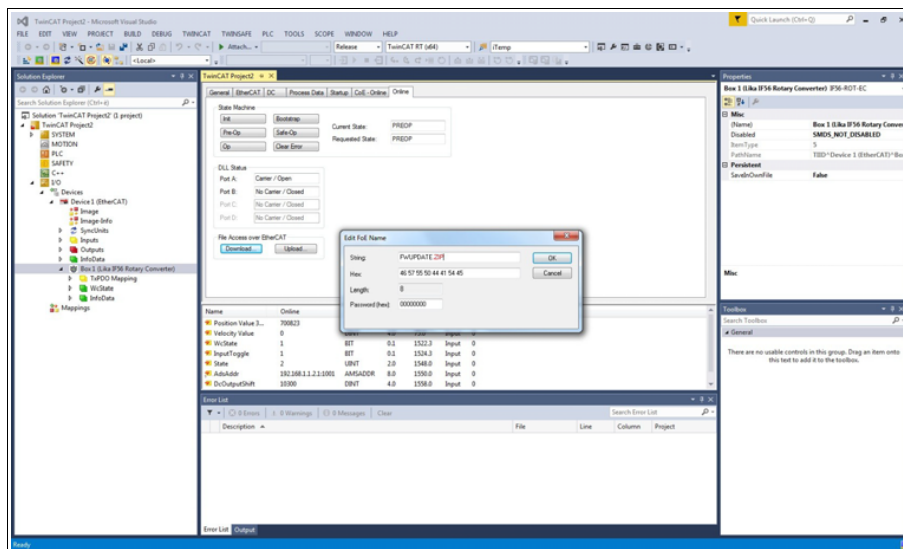 TwinCAT Project2 - Microsoft Visual Studio
Quick Launch (Ctrl+Q)
FILE EDIT VIEW PROJECT BUILD DEBUG TWINCAT TWINSAFE PLC TOOLS SCOPE WINDOW HELP
Attach...
Release
TwinCAT RT (x64)
iTemp
<Local>
Solution Explorer
Search Solution Explorer (Ctrl+è)
Solution 'TwinCAT Project2' (1 project)
TwinCAT Project2
SYSTEM
MOTION
PLC
SAFETY
C++
I/O
Devices
Device 1 (EtherCAT)
Image
Image-Info
SyncUnits
Inputs
Outputs
InfoData
Box 1 (Lika IF56 Rotary Converter)
TxPDO Mapping
WcState
InfoData
Mappings
TwinCAT Project2
General EtherCAT DC Process Data Startup CoE - Online Online
State Machine
Init Bootstrap
Pre-Op Safe-Op
Op Clear Error
Current State: PREOP
Requested State: PREOP
DLL Status
Port A: Carrier / Open
Port B: No Carrier / Closed
Port C: No Carrier / Closed
Port D: No Carrier / Closed
File Access over EtherCAT
Download... Upload...
Edit FoE Name
String: FWUPDATE.ZIP
OK
Hex: 46 57 55 50 44 41 54 45
Cancel
Length: 8
Password (hex): 00000000
Name Online
Position Value 3... 700823
Velocity Value 0
WcState 1 BIT 0.1 1522.3 Input 0
InputToggle 1 BIT 0.1 1524.3 Input 0
State 2 UINT 2.0 1548.0 Input 0
AdsAddr 192.168.1.1.2.1:1001 AMSADDR 8.0 1550.0 Input 0
DcOutputShift 10300 DINT 4.0 1558.0 Input 0
Error List
0 Errors 0 Warnings 0 Messages Clear
Search Error List
Description File Line Column Project
Error List Output
Properties
Box 1 (Lika IF56 Rotary Converter) IF56-ROT-EC
Misc
(Name) Box 1 (Lika IF56 Rotary Conver
Disabled SMDS_NOT_DISABLED
ItemType 5
PathName TIID^Device 1 (EtherCAT)^Bo
Persistent
SaveInOwnFile False
Misc
Toolbox
Search Toolbox
General
There are no usable controls in this group. Drag an item onto
this text to add it to the toolbox.
Ready